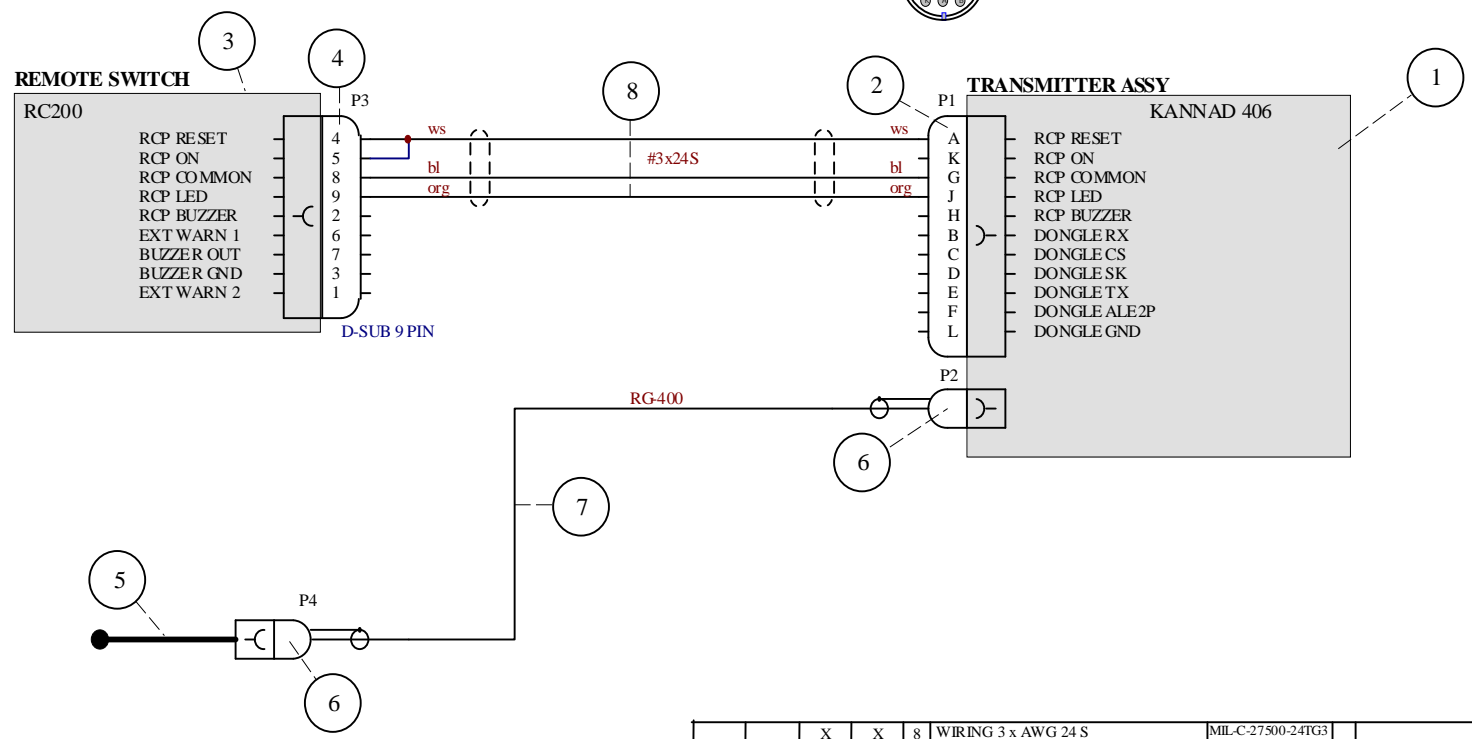 3
4
8
2
1
REMOTE SWITCH
TRANSMITTER ASSY
RC200
P3
P1
KANNAD 406
RCP RESET 4 ws ws A RCP RESET
RCP ON 5 #3x24S K RCP ON
RCP COMMON 8 bl bl G RCP COMMON
RCP LED 9 org org J RCP LED
RCP BUZZER 2 H RCP BUZZER
EXT WARN 1 6 B DONGLE RX
BUZZER OUT 7 C DONGLE CS
BUZZER GND 3 D DONGLE SK
EXT WARN 2 1 E DONGLE TX
F DONGLE ALE2P
D-SUB 9 PIN L DONGLE GND
P2
RG-400
6
7
5
P4
6
X X 8 WIRING 3 x AWG 24 S MIL-C-27500-24TG3